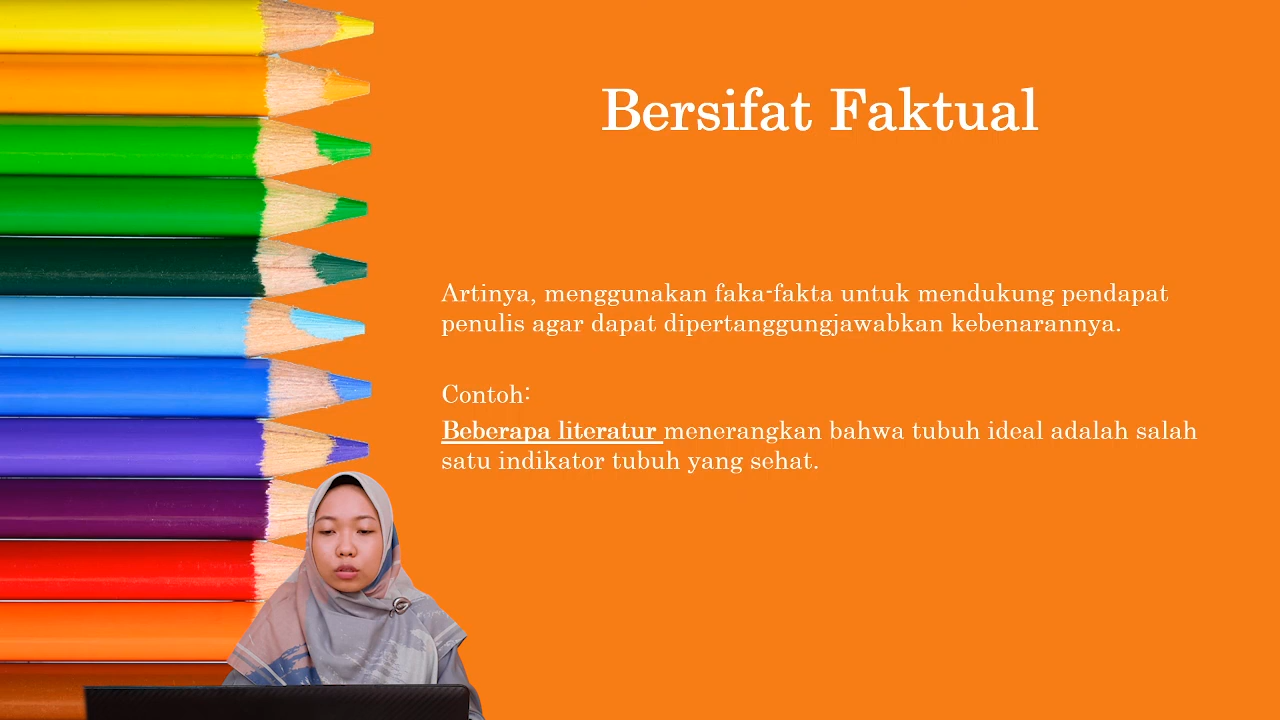 Bersifat Faktual
Artinya, menggunakan faka-fakta untuk mendukung pendapat
penulis agar dapat dipertanggungjawabkan kebenarannya.
Contoh:
Beberapa literatur menerangkan bahwa tubuh ideal adalah salah
satu indikator tubuh yang sehat.